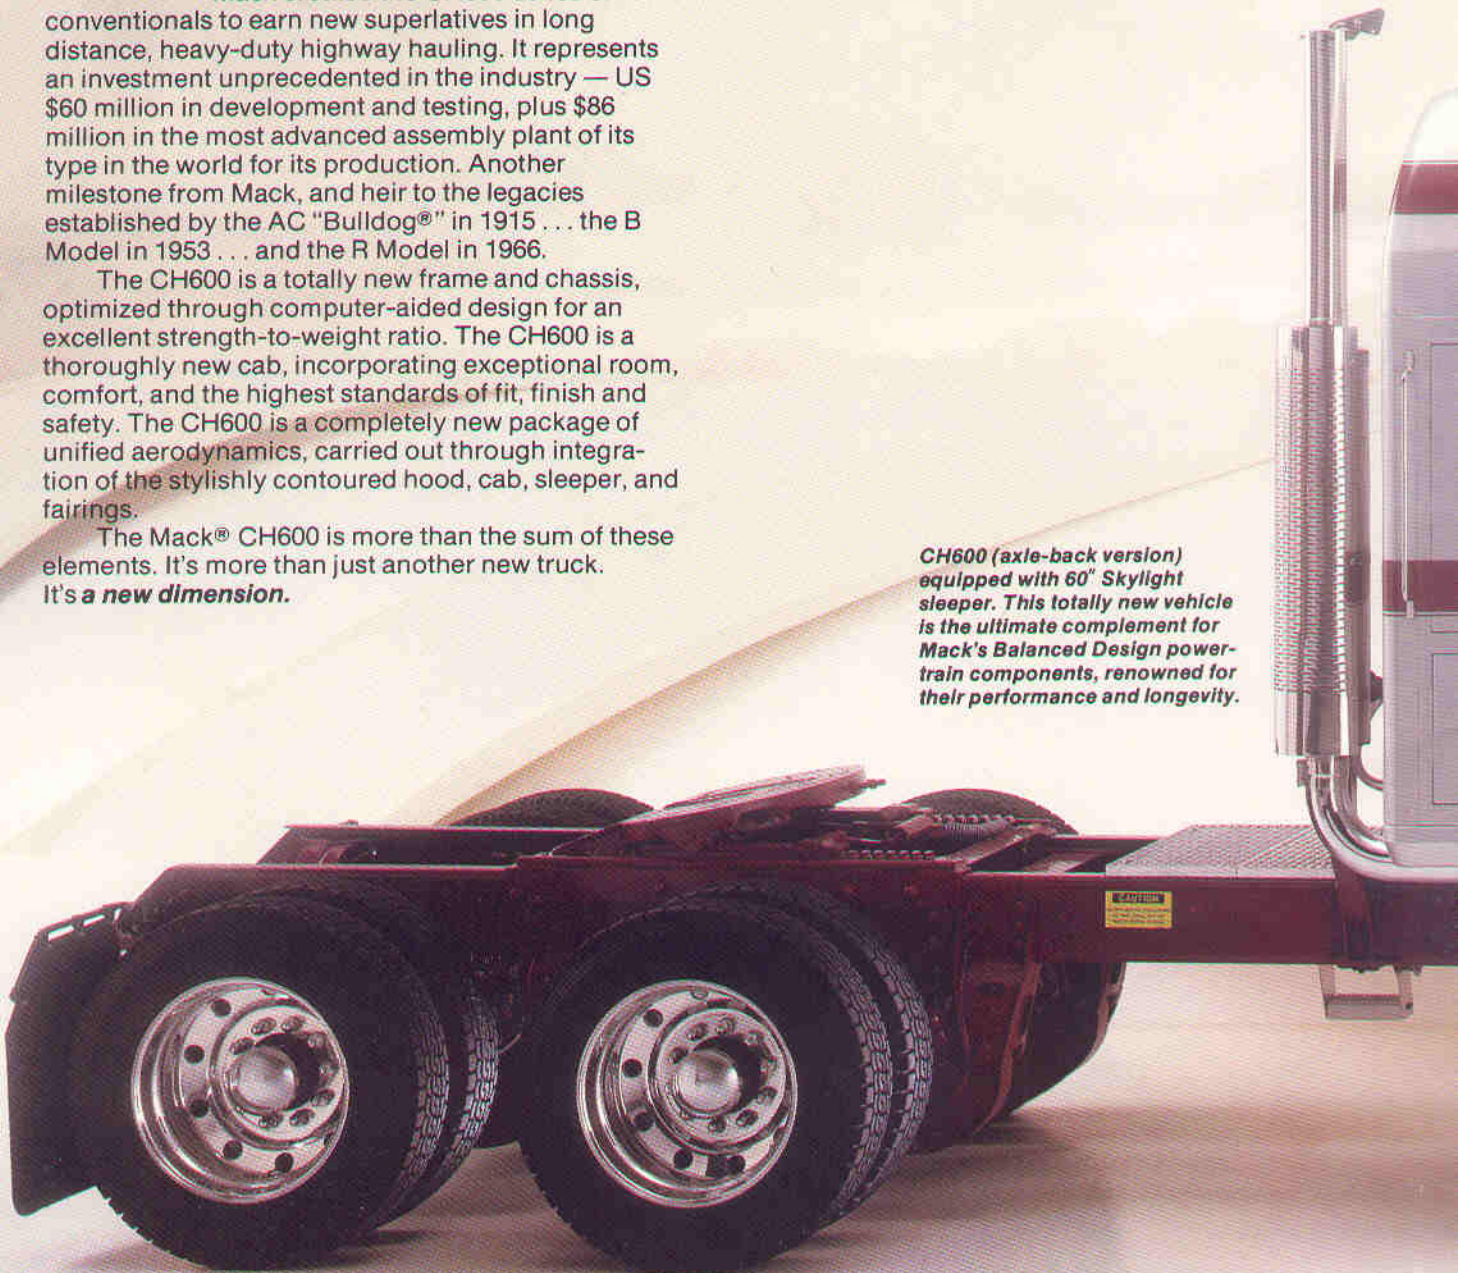 conventionals to earn new superlatives in long
distance, heavy-duty highway hauling. It represents
an investment unprecedented in the industry — US
$60 million in development and testing, plus $86
million in the most advanced assembly plant of its
type in the world for its production. Another
milestone from Mack, and heir to the legacies
established by the AC "Bulldog®" in 1915 . . . the B
Model in 1953 . . . and the R Model in 1966.
The CH600 is a totally new frame and chassis,
optimized through computer-aided design for an
excellent strength-to-weight ratio. The CH600 is a
thoroughly new cab, incorporating exceptional room,
comfort, and the highest standards of fit, finish and
safety. The CH600 is a completely new package of
unified aerodynamics, carried out through integra-
tion of the stylishly contoured hood, cab, sleeper, and
fairings.
The Mack® CH600 is more than the sum of these
elements. It's more than just another new truck.
It's a new dimension.
CH600 (axle-back version)
equipped with 60" Skylight
sleeper. This totally new vehicle
is the ultimate complement for
Mack's Balanced Design power-
train components, renowned for
their performance and longevity.
CAUTION